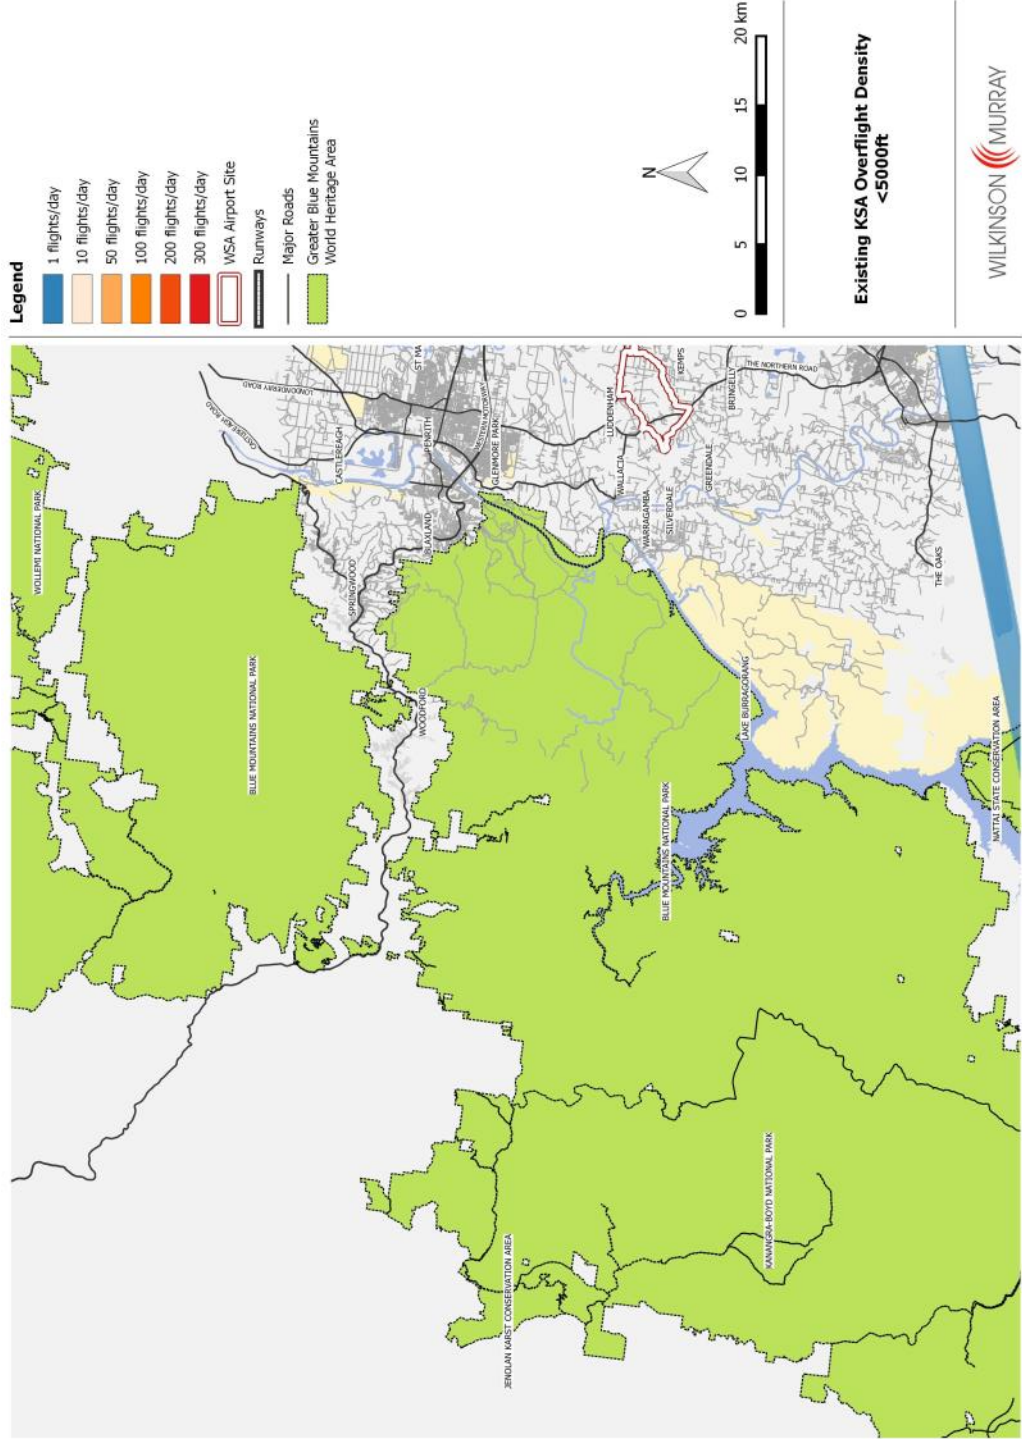 WOLLEMI NATIONAL PARK
CASTLEREAGH ROAD
LONDONDERRY ROAD
BLUE MOUNTAINS NATIONAL PARK
CASTLEREAGH
SPRINGWOOD
BLAXLAND
PENRITH
ST MA
WOODFORD
WESTERN MOTORWAY
GLENMORE PARK
JENOLAN KARST CONSERVATION AREA
LUDDENHAM
WALLACIA
WARRAGAMBA
SILVERDALE
KEMPS
BLUE MOUNTAINS NATIONAL PARK
GREENDALE
BRINGELLY
LAKE BURRAGORANG
THE NORTHERN ROAD
KANANGRA-BOYD NATIONAL PARK
THE OAKS
NATTAI STATE CONSERVATION AREA
Legend
1 flights/day
10 flights/day
50 flights/day
100 flights/day
200 flights/day
300 flights/day
WSA Airport Site
Runways
Major Roads
Greater Blue Mountains
World Heritage Area
N
0 5 10 15 20 km
Existing KSA Overflight Density
<5000ft
WILKINSON MURRAY